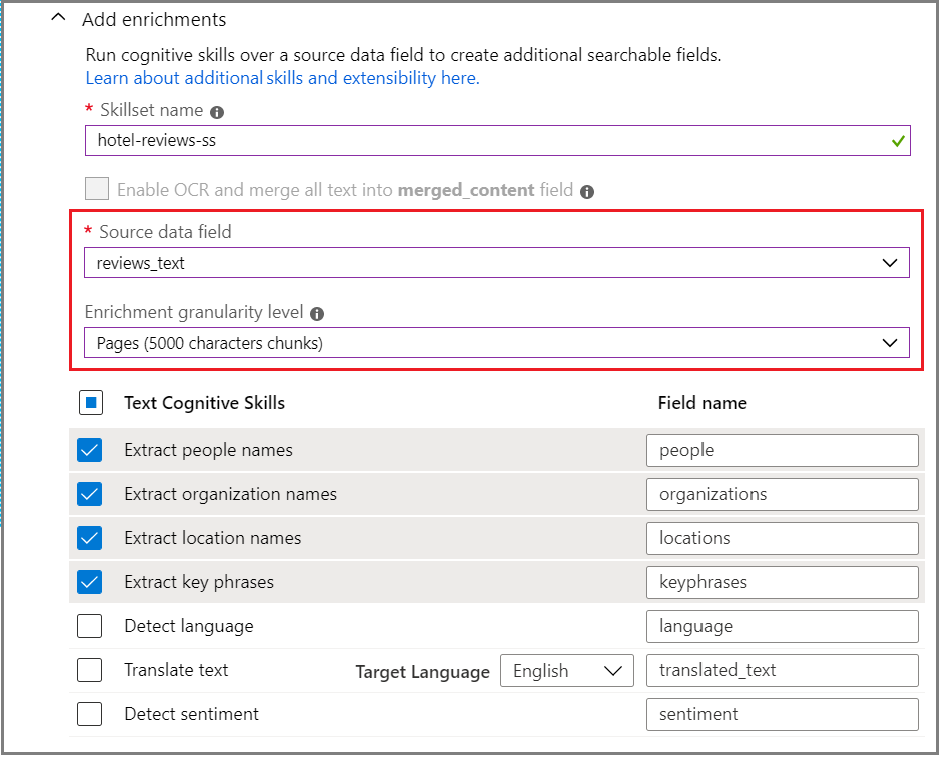 Add enrichments
Run cognitive skills over a source data field to create additional searchable fields.
Learn about additional skills and extensibility here.
* Skillset name
hotel-reviews-ss
Enable OCR and merge all text into merged_content field
* Source data field
reviews_text
Enrichment granularity level
Pages (5000 characters chunks)
Text Cognitive Skills Field name
Extract people names people
Extract organization names organizations
Extract location names locations
Extract key phrases keyphrases
Detect language language
Translate text Target Language English translated_text
Detect sentiment sentiment